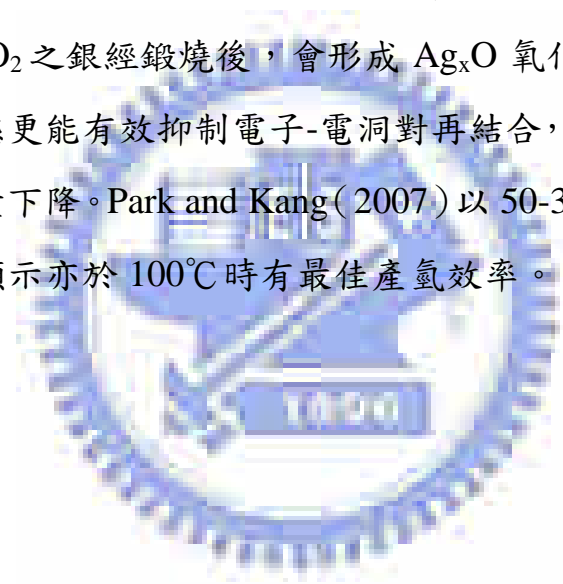 O₂之銀經鍛燒後，會形成 AgₓO 氧化
更能有效抑制電子-電洞對再結合，
下降。Park and Kang（2007）以 50-3
示亦於 100℃時有最佳產氫效率。